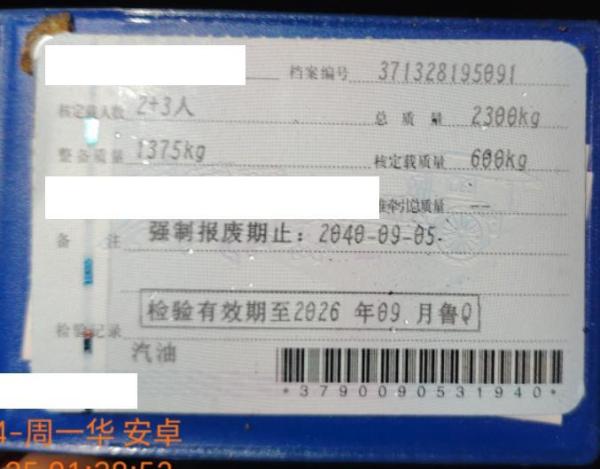 档案编号 371328195091
核定载人数 2+3人 总质量 2300kg
整备质量 1375kg 核定载质量 600kg
准牵引总质量 --
备注 强制报废期止：2040-09-05
检验有效期至2026年09月鲁Q
检验记录
汽油
*3790090531940*
4-周一华 安卓